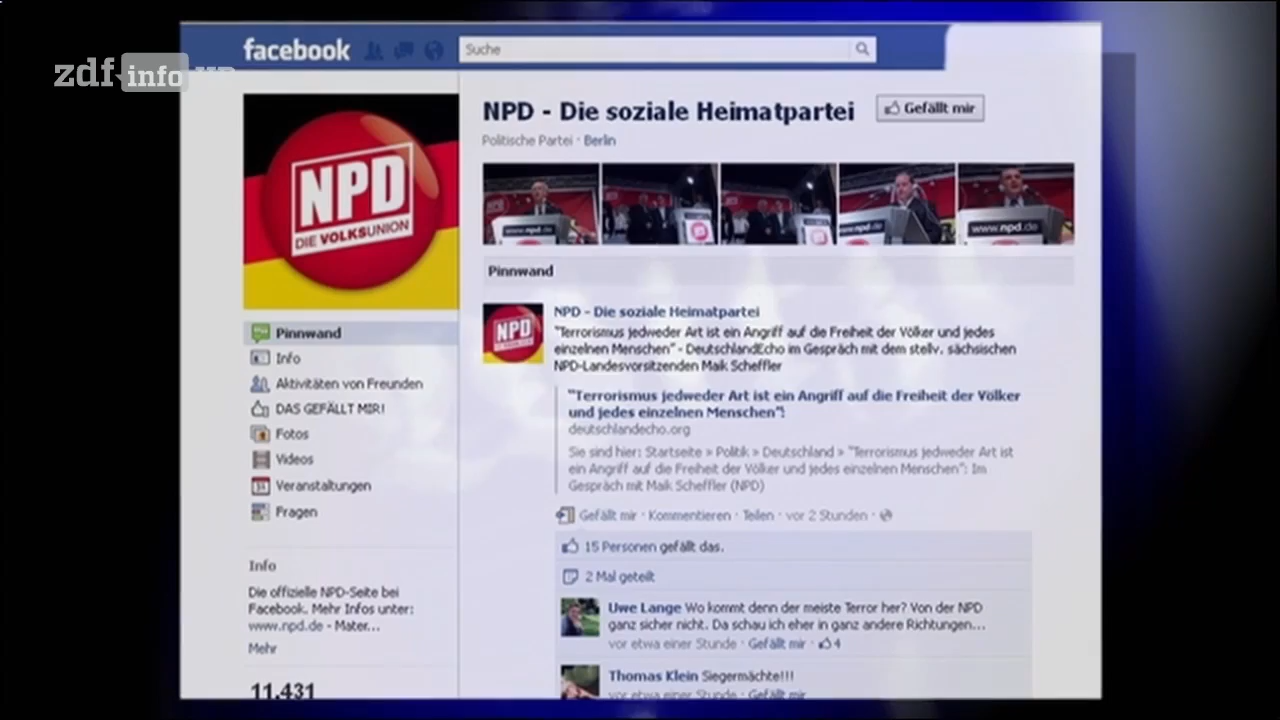 zdf info
facebook
Suche
NPD
DIE VOLKSUNION
NPD - Die soziale Heimatpartei
Gefällt mir
Politische Partei · Berlin
www.npd.de
www.npd.de
Pinnwand
Pinnwand
Info
Aktivitäten von Freunden
DAS GEFÄLLT MIR!
Fotos
Videos
Veranstaltungen
Fragen
Info
Die offizielle NPD-Seite bei
Facebook. Mehr Infos unter:
www.npd.de - Mater...
Mehr
11.431
NPD
NPD - Die soziale Heimatpartei
"Terrorismus jedweder Art ist ein Angriff auf die Freiheit der Völker und jedes
einzelnen Menschen" - DeutschlandEcho im Gespräch mit dem stellv. sächsischen
NPD-Landesvorsitzenden Maik Scheffler
"Terrorismus jedweder Art ist ein Angriff auf die Freiheit der Völker
und jedes einzelnen Menschen"!
deutschlandecho.org
Sie sind hier: Startseite » Politik » Deutschland » "Terrorismus jedweder Art ist
ein Angriff auf die Freiheit der Völker und jedes einzelnen Menschen": Im
Gespräch mit Maik Scheffler (NPD)
Gefällt mir · Kommentieren · Teilen · vor 2 Stunden ·
15 Personen gefällt das.
2 Mal geteilt
Uwe Lange Wo kommt denn der meiste Terror her? Von der NPD
ganz sicher nicht. Da schau ich eher in ganz andere Richtungen...
vor etwa einer Stunde · Gefällt mir · 4
Thomas Klein Siegermächte!!!
vor etwa einer Stunde · Gefällt mir